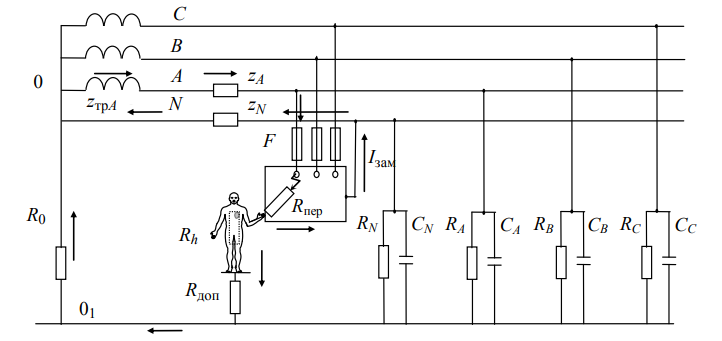 C
B
0 A z_A
z_трA N z_N
F
I_зам
R_пер
R_0 R_h R_N C_N R_A C_A R_B C_B R_C C_C
R_доп
0_1